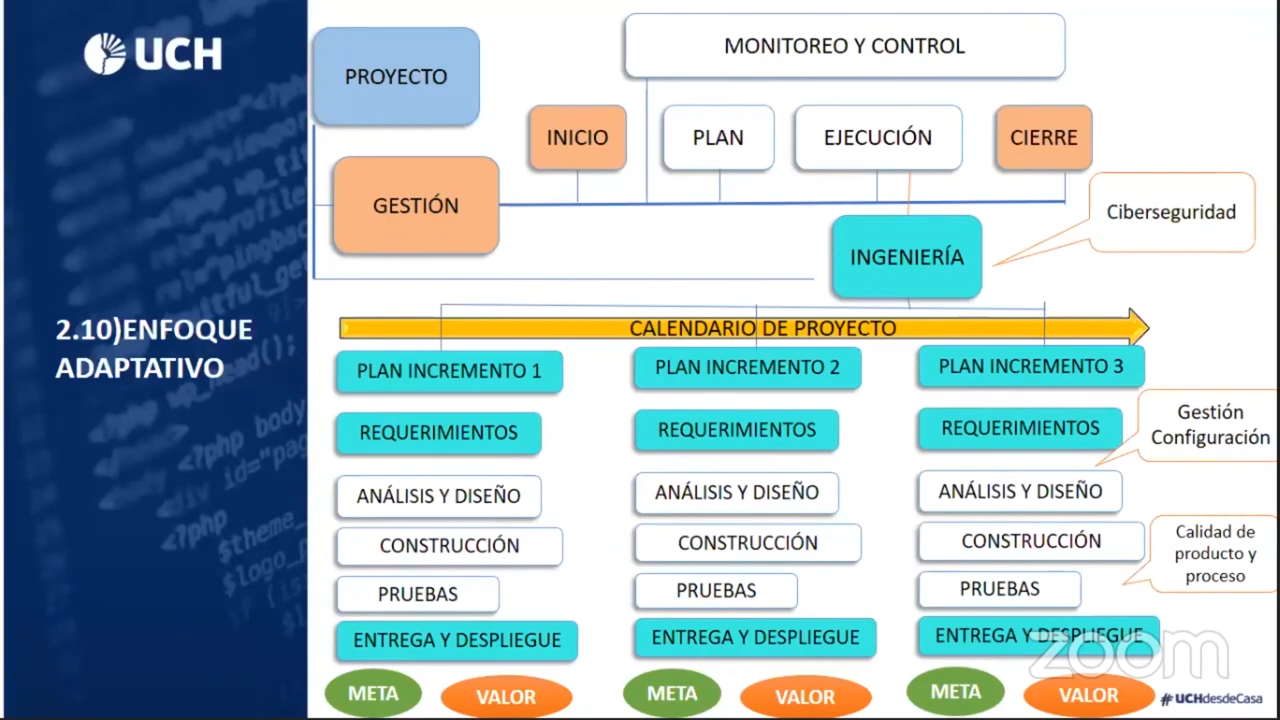 UCH
2.10)ENFOQUE
ADAPTATIVO
PROYECTO
MONITOREO Y CONTROL
INICIO
PLAN
EJECUCIÓN
CIERRE
GESTIÓN
Ciberseguridad
INGENIERÍA
CALENDARIO DE PROYECTO
PLAN INCREMENTO 1
PLAN INCREMENTO 2
PLAN INCREMENTO 3
REQUERIMIENTOS
REQUERIMIENTOS
REQUERIMIENTOS
Gestión
Configuración
ANÁLISIS Y DISEÑO
ANÁLISIS Y DISEÑO
ANÁLISIS Y DISEÑO
CONSTRUCCIÓN
CONSTRUCCIÓN
CONSTRUCCIÓN
Calidad de
producto y
proceso
PRUEBAS
PRUEBAS
PRUEBAS
ENTREGA Y DESPLIEGUE
ENTREGA Y DESPLIEGUE
ENTREGA Y DESPLIEGUE
zoom
META
VALOR
META
VALOR
META
VALOR
#UCHdesdeCasa